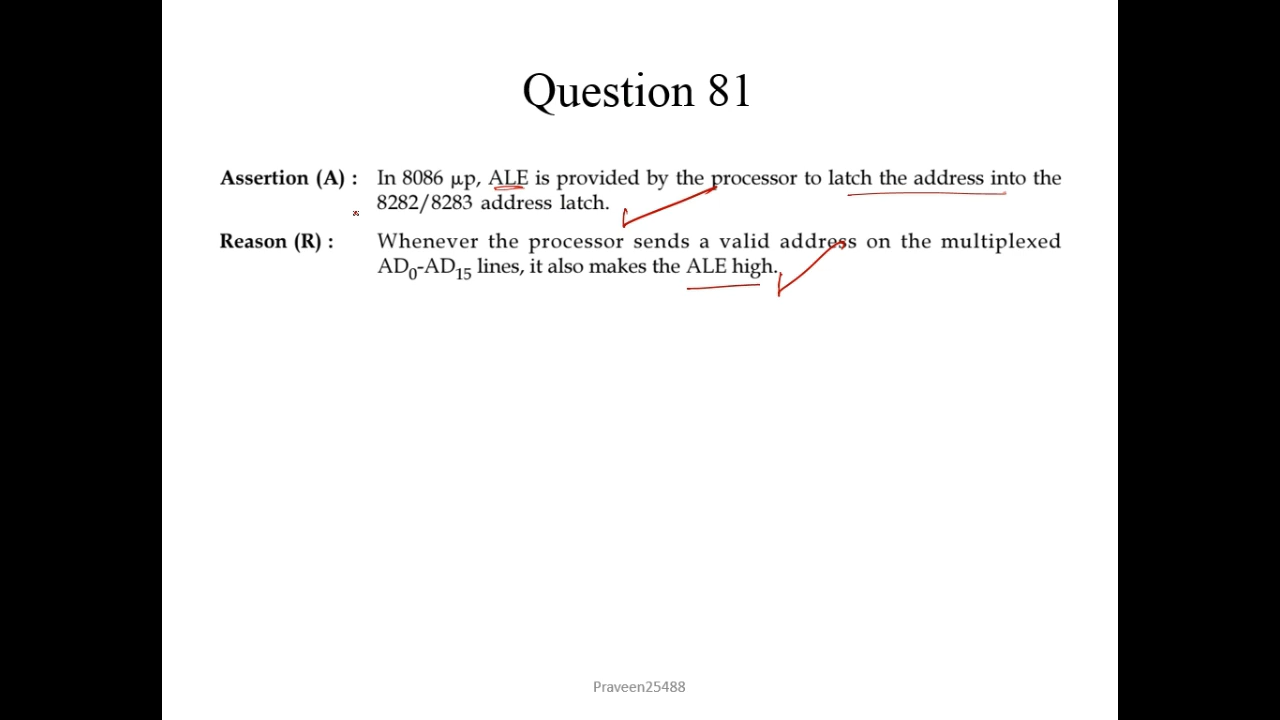 Question 81
Assertion (A) : In 8086 μp, ALE is provided by the processor to latch the address into the
8282/8283 address latch.
Reason (R) : Whenever the processor sends a valid address on the multiplexed
AD0-AD15 lines, it also makes the ALE high.
Praveen25488